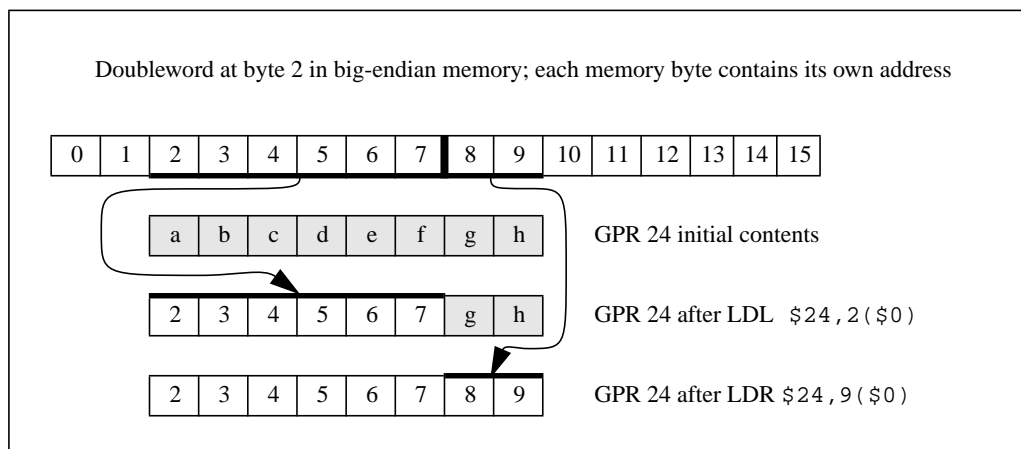 Doubleword at byte 2 in big-endian memory; each memory byte contains its own address
0 1 2 3 4 5 6 7 8 9 10 11 12 13 14 15
a b c d e f g h GPR 24 initial contents
2 3 4 5 6 7 g h GPR 24 after LDL $24,2($0)
2 3 4 5 6 7 8 9 GPR 24 after LDR $24,9($0)